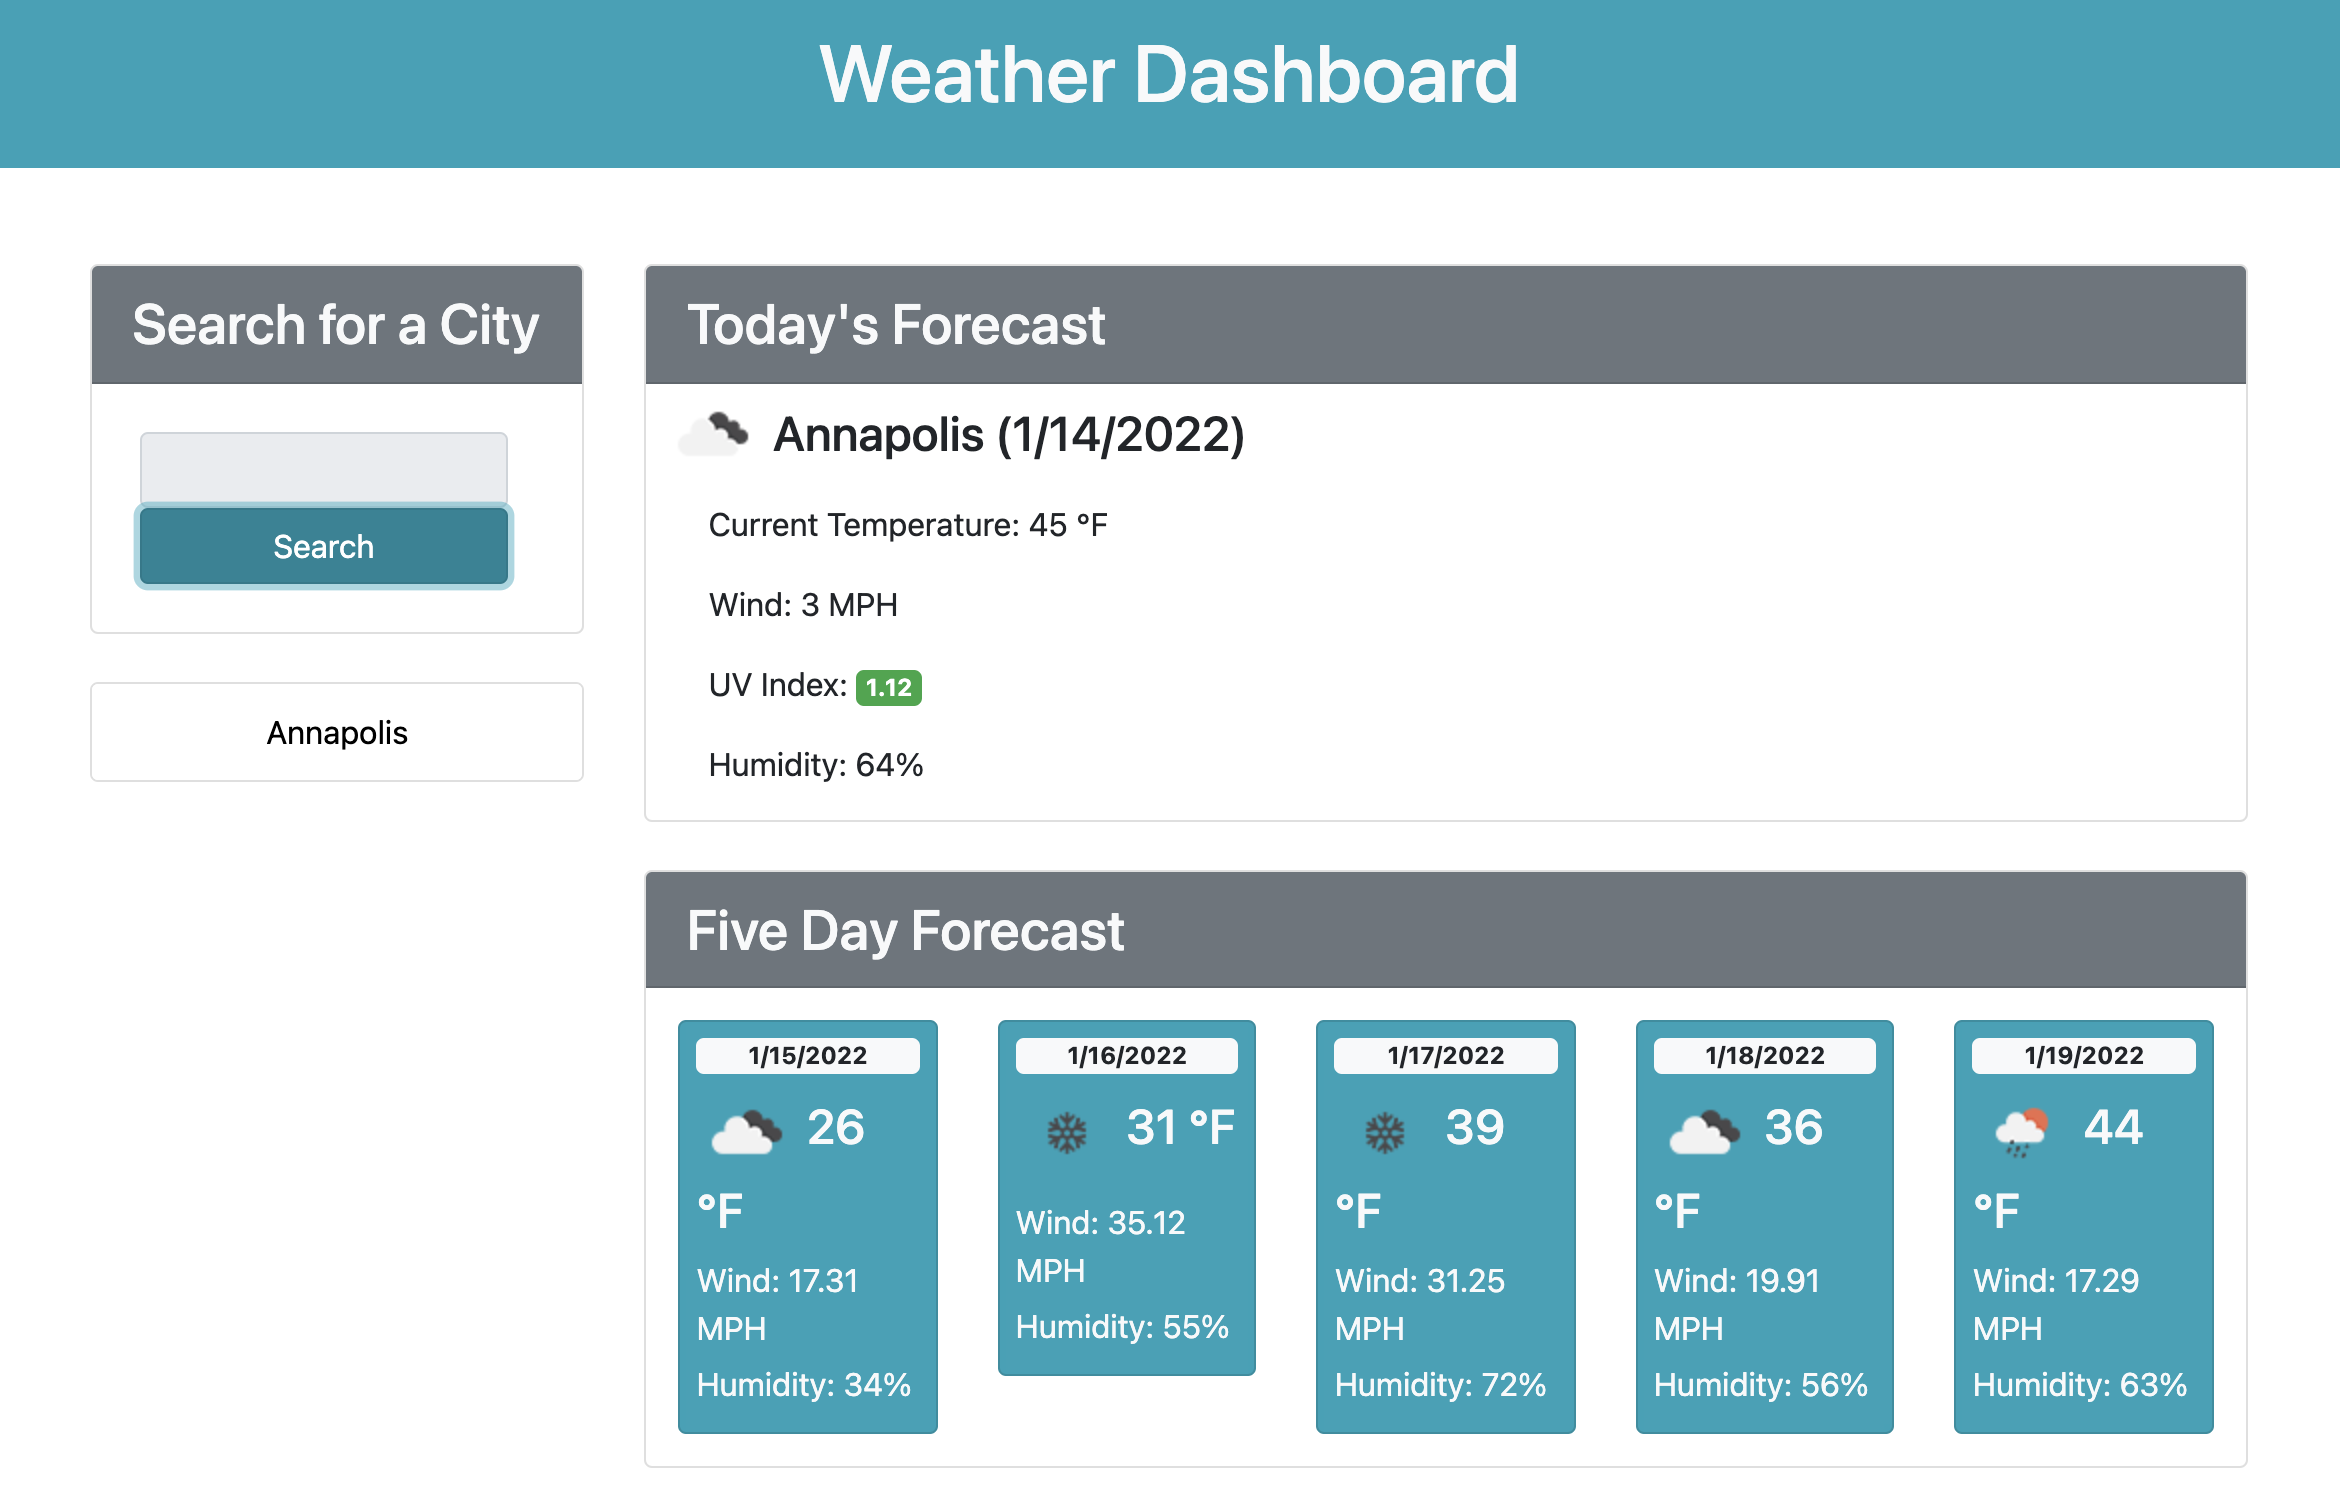 Weather Dashboard
Search for a City
Search
Annapolis
Today's Forecast
Annapolis (1/14/2022)
Current Temperature: 45 °F
Wind: 3 MPH
UV Index: 1.12
Humidity: 64%
Five Day Forecast
1/15/2022
26
°F
Wind: 17.31
MPH
Humidity: 34%
1/16/2022
31 °F
Wind: 35.12
MPH
Humidity: 55%
1/17/2022
39
°F
Wind: 31.25
MPH
Humidity: 72%
1/18/2022
36
°F
Wind: 19.91
MPH
Humidity: 56%
1/19/2022
44
°F
Wind: 17.29
MPH
Humidity: 63%